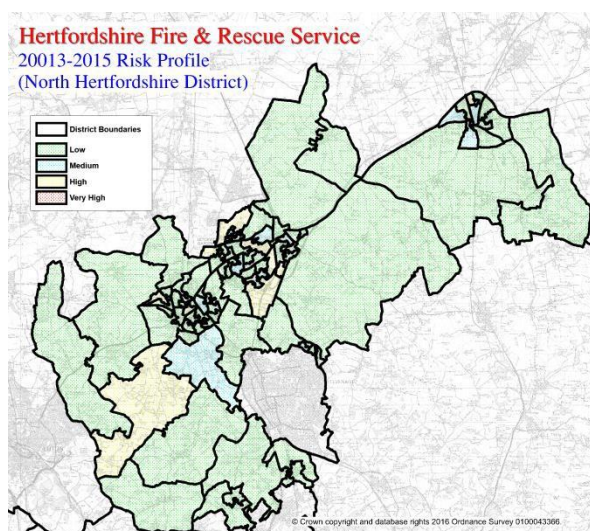 Hertfordshire Fire & Rescue Service
20013-2015 Risk Profile
(North Hertfordshire District)
District Boundaries
Low
Medium
High
Very High
© Crown copyright and database rights 2016 Ordnance Survey 0100043366